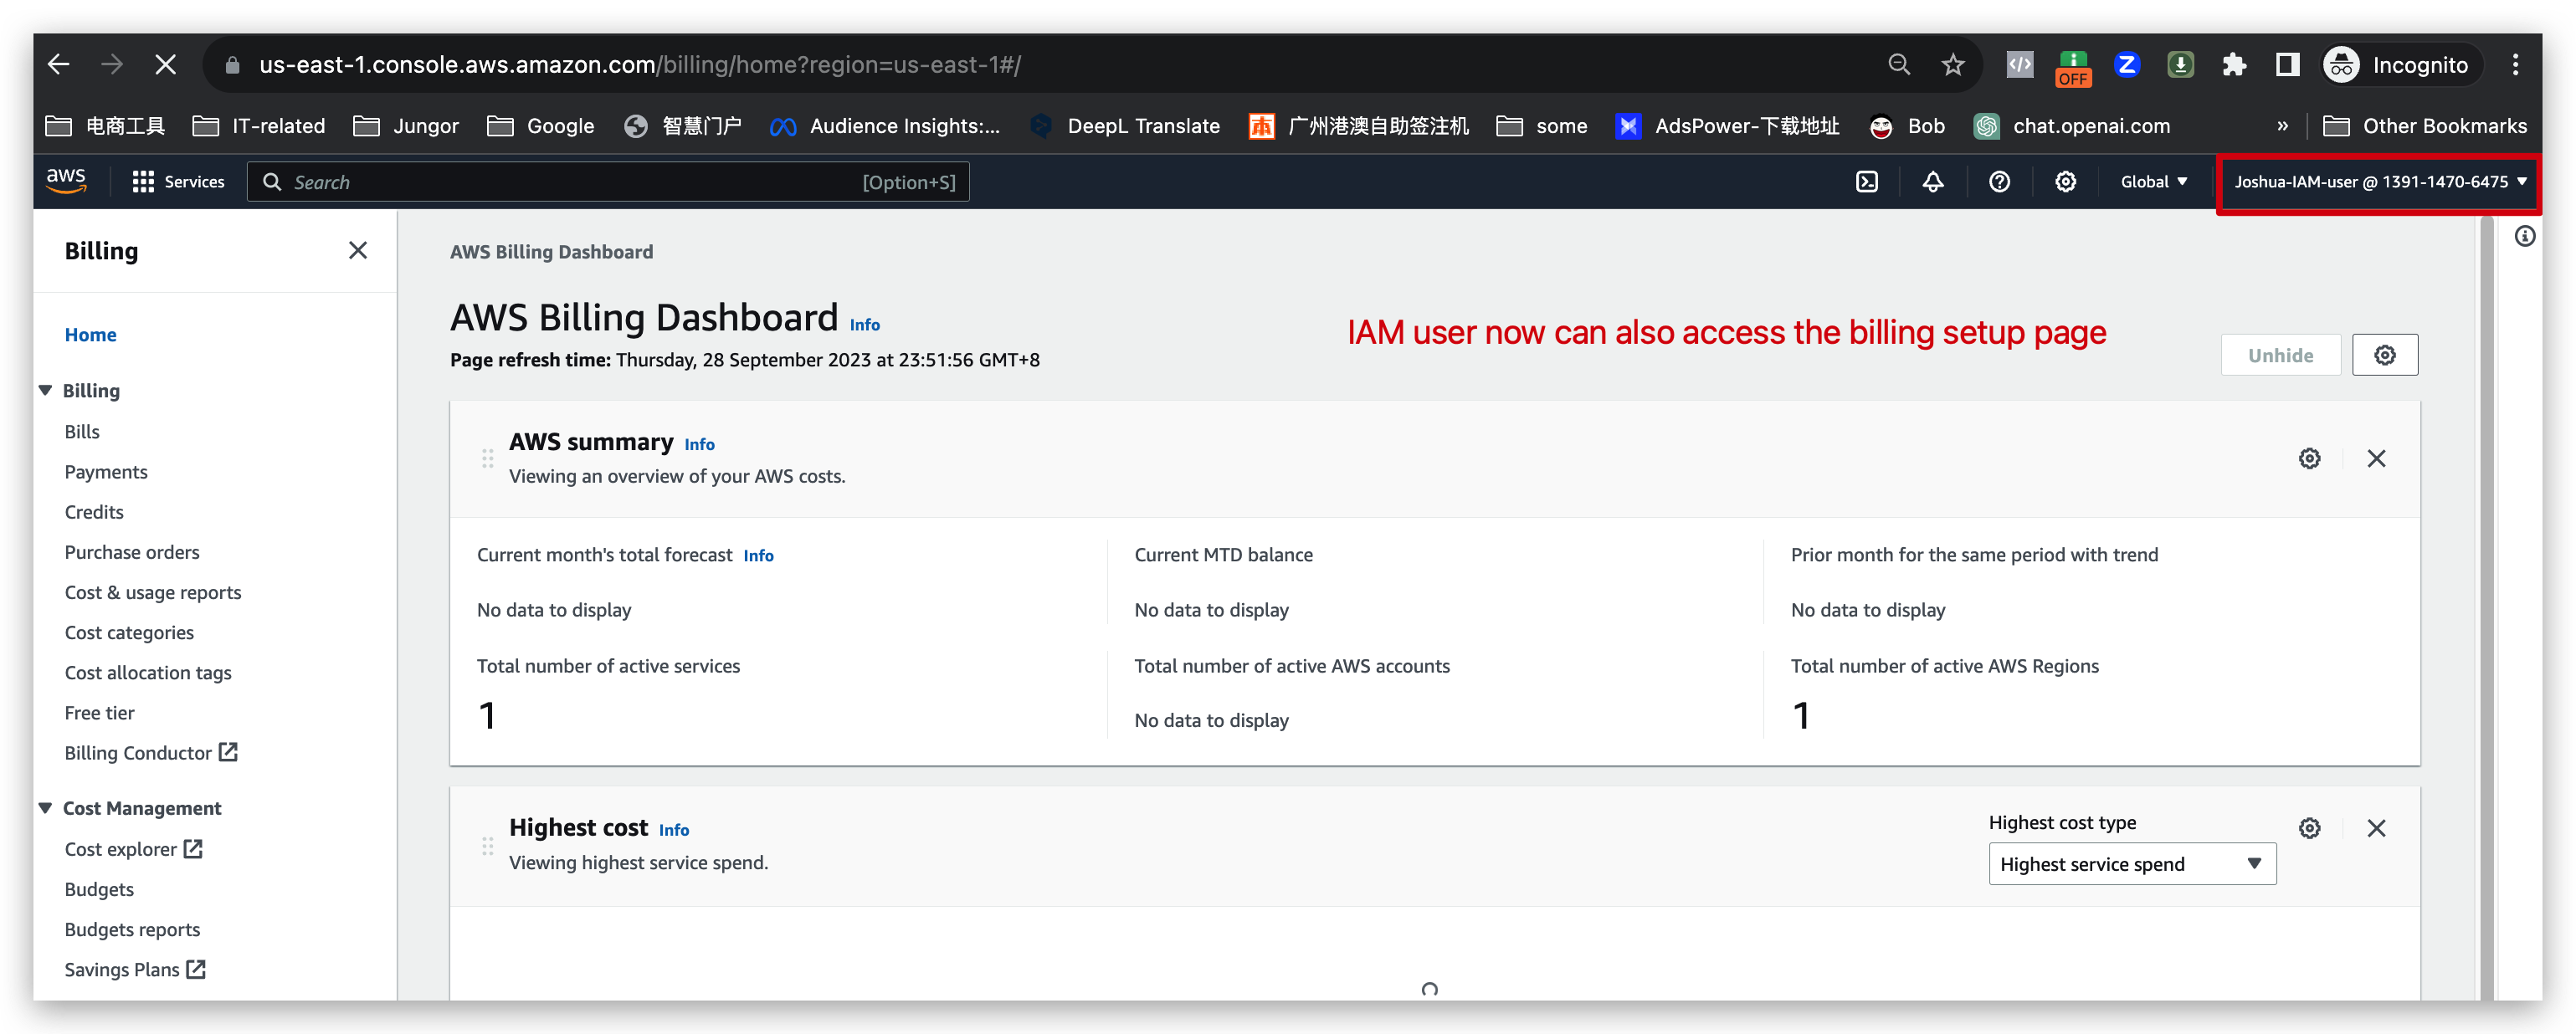 us-east-1.console.aws.amazon.com/billing/home?region=us-east-1#/
OFF
Z
Incognito
电商工具
IT-related
Jungor
Google
智慧门户
Audience Insights:...
DeepL Translate
本
广州港澳自助签注机
some
AdsPower-下载地址
Bob
chat.openai.com
»
Other Bookmarks
aws
Services
Search
[Option+S]
Global
Joshua-IAM-user @ 1391-1470-6475
Billing
Home
Billing
Bills
Payments
Credits
Purchase orders
Cost & usage reports
Cost categories
Cost allocation tags
Free tier
Billing Conductor
Cost Management
Cost explorer
Budgets
Budgets reports
Savings Plans
AWS Billing Dashboard
AWS Billing Dashboard Info
Page refresh time: Thursday, 28 September 2023 at 23:51:56 GMT+8
IAM user now can also access the billing setup page
Unhide
AWS summary Info
Viewing an overview of your AWS costs.
Current month's total forecast Info
No data to display
Current MTD balance
No data to display
Prior month for the same period with trend
No data to display
Total number of active services
1
Total number of active AWS accounts
No data to display
Total number of active AWS Regions
1
Highest cost Info
Viewing highest service spend.
Highest cost type
Highest service spend